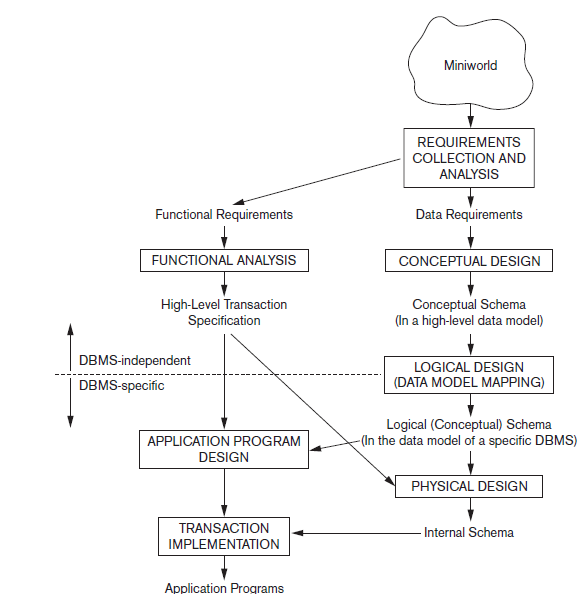 Miniworld
REQUIREMENTS
COLLECTION AND
ANALYSIS
Functional Requirements
Data Requirements
FUNCTIONAL ANALYSIS
CONCEPTUAL DESIGN
High-Level Transaction
Specification
Conceptual Schema
(In a high-level data model)
DBMS-independent
DBMS-specific
LOGICAL DESIGN
(DATA MODEL MAPPING)
Logical (Conceptual) Schema
(In the data model of a specific DBMS)
APPLICATION PROGRAM
DESIGN
PHYSICAL DESIGN
Internal Schema
TRANSACTION
IMPLEMENTATION
Application Programs